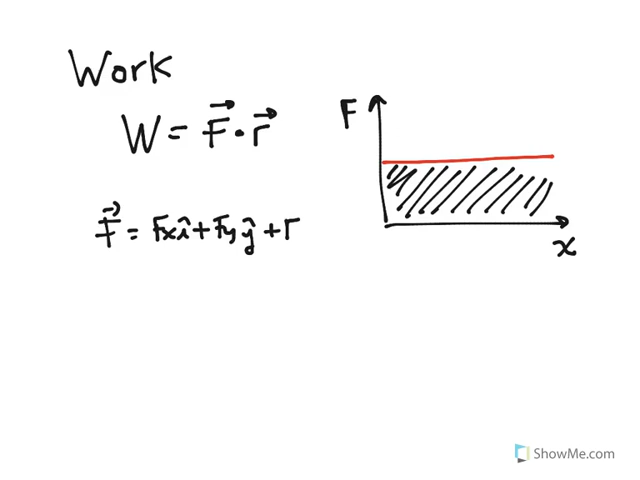 Work
W = F⃗ · r⃗
F⃗ = Fx î + Fy ŷ + F
F
x
ShowMe.com